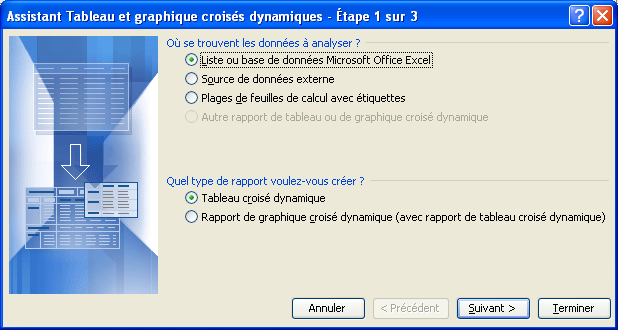 Assistant Tableau et graphique croisés dynamiques - Étape 1 sur 3
Où se trouvent les données à analyser ?
Liste ou base de données Microsoft Office Excel
Source de données externe
Plages de feuilles de calcul avec étiquettes
Autre rapport de tableau ou de graphique croisé dynamique
Quel type de rapport voulez-vous créer ?
Tableau croisé dynamique
Rapport de graphique croisé dynamique (avec rapport de tableau croisé dynamique)
Annuler < Précédent Suivant > Terminer